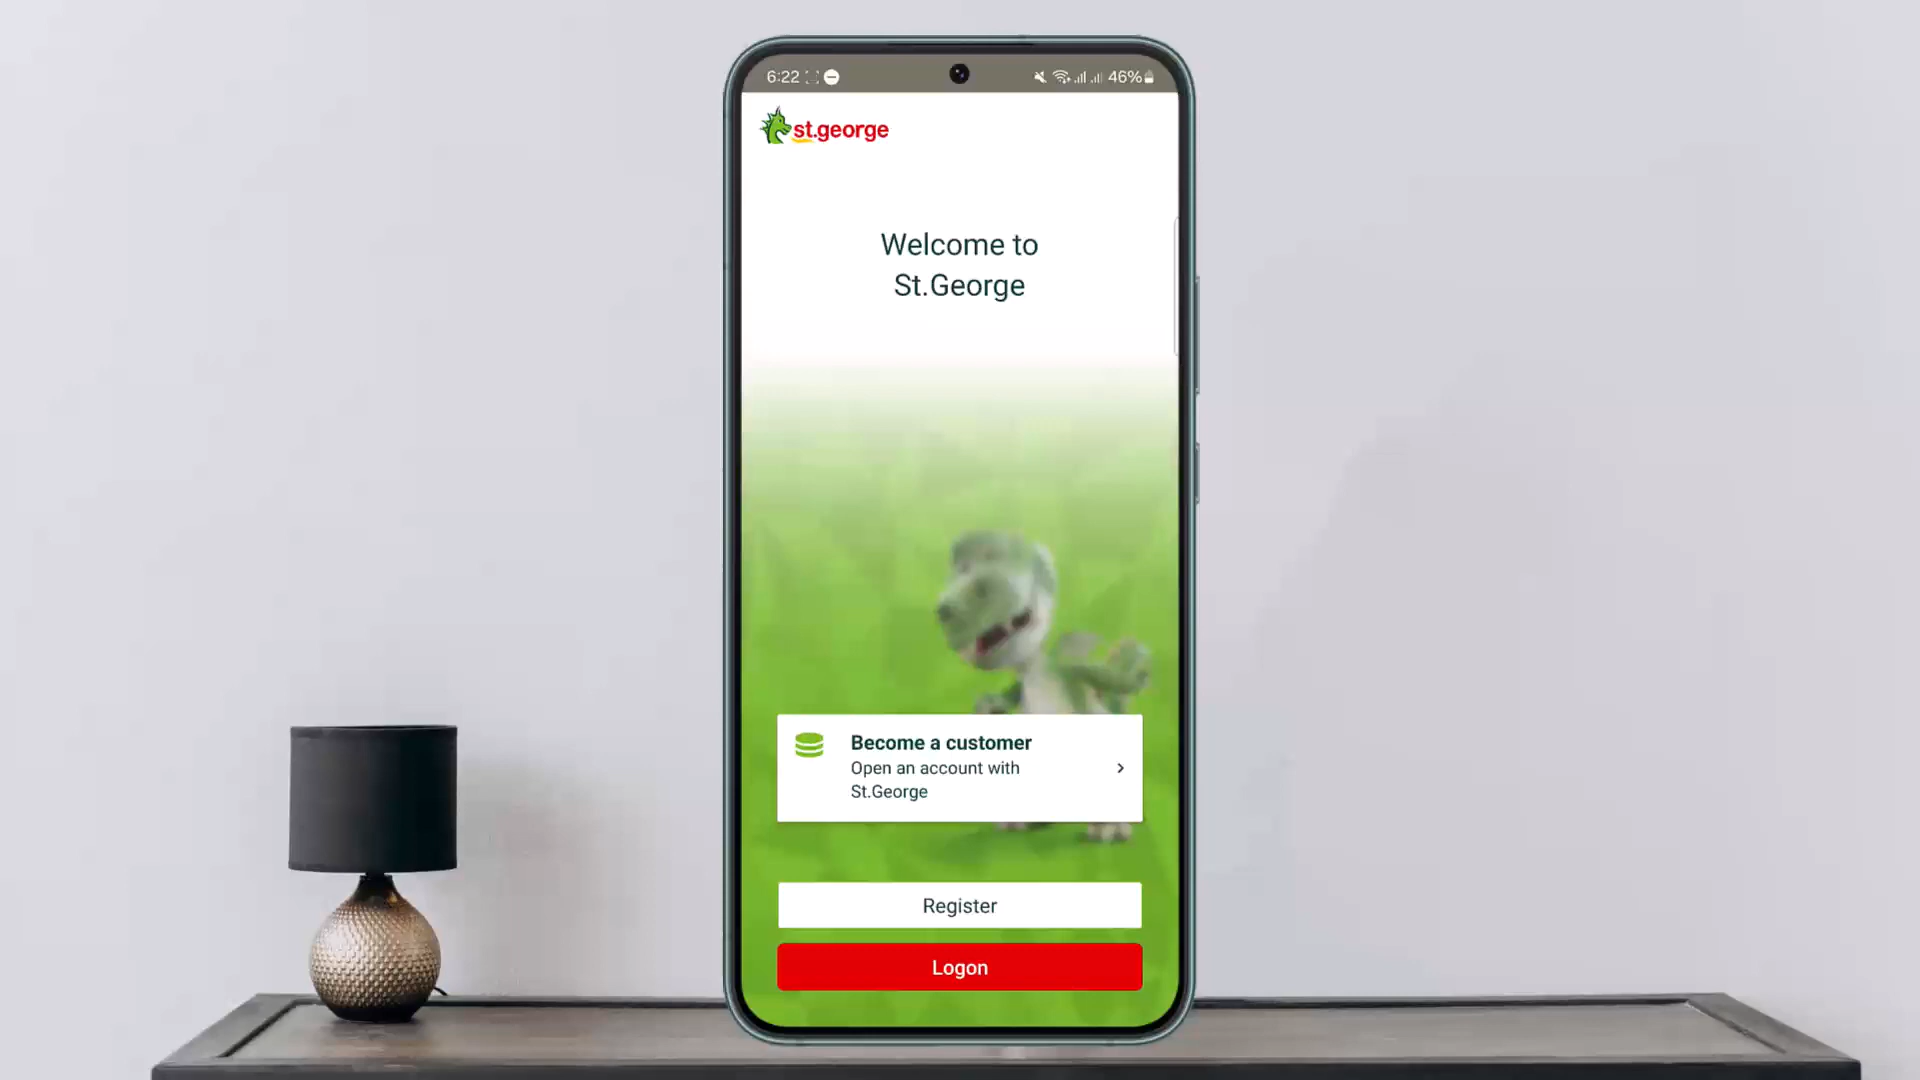 6:22
46%
st.george
Welcome to
St.George
Become a customer
Open an account with
St.George
Register
Logon